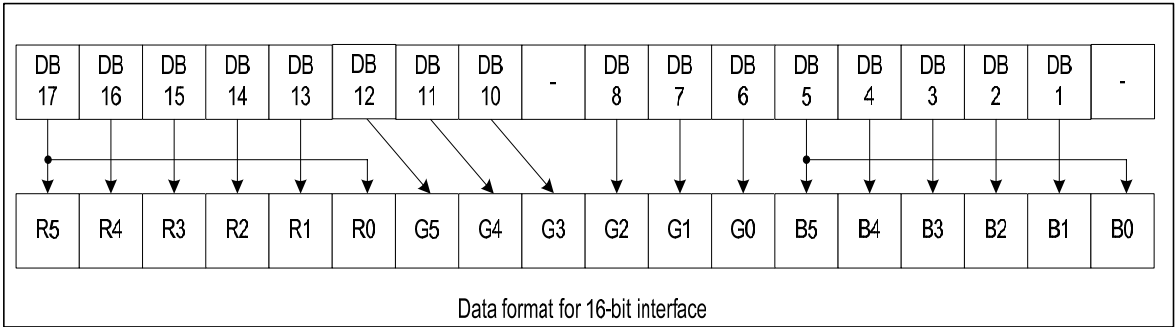 DB 17 DB 16 DB 15 DB 14 DB 13 DB 12 DB 11 DB 10 - DB 8 DB 7 DB 6 DB 5 DB 4 DB 3 DB 2 DB 1 -
R5 R4 R3 R2 R1 R0 G5 G4 G3 G2 G1 G0 B5 B4 B3 B2 B1 B0
Data format for 16-bit interface